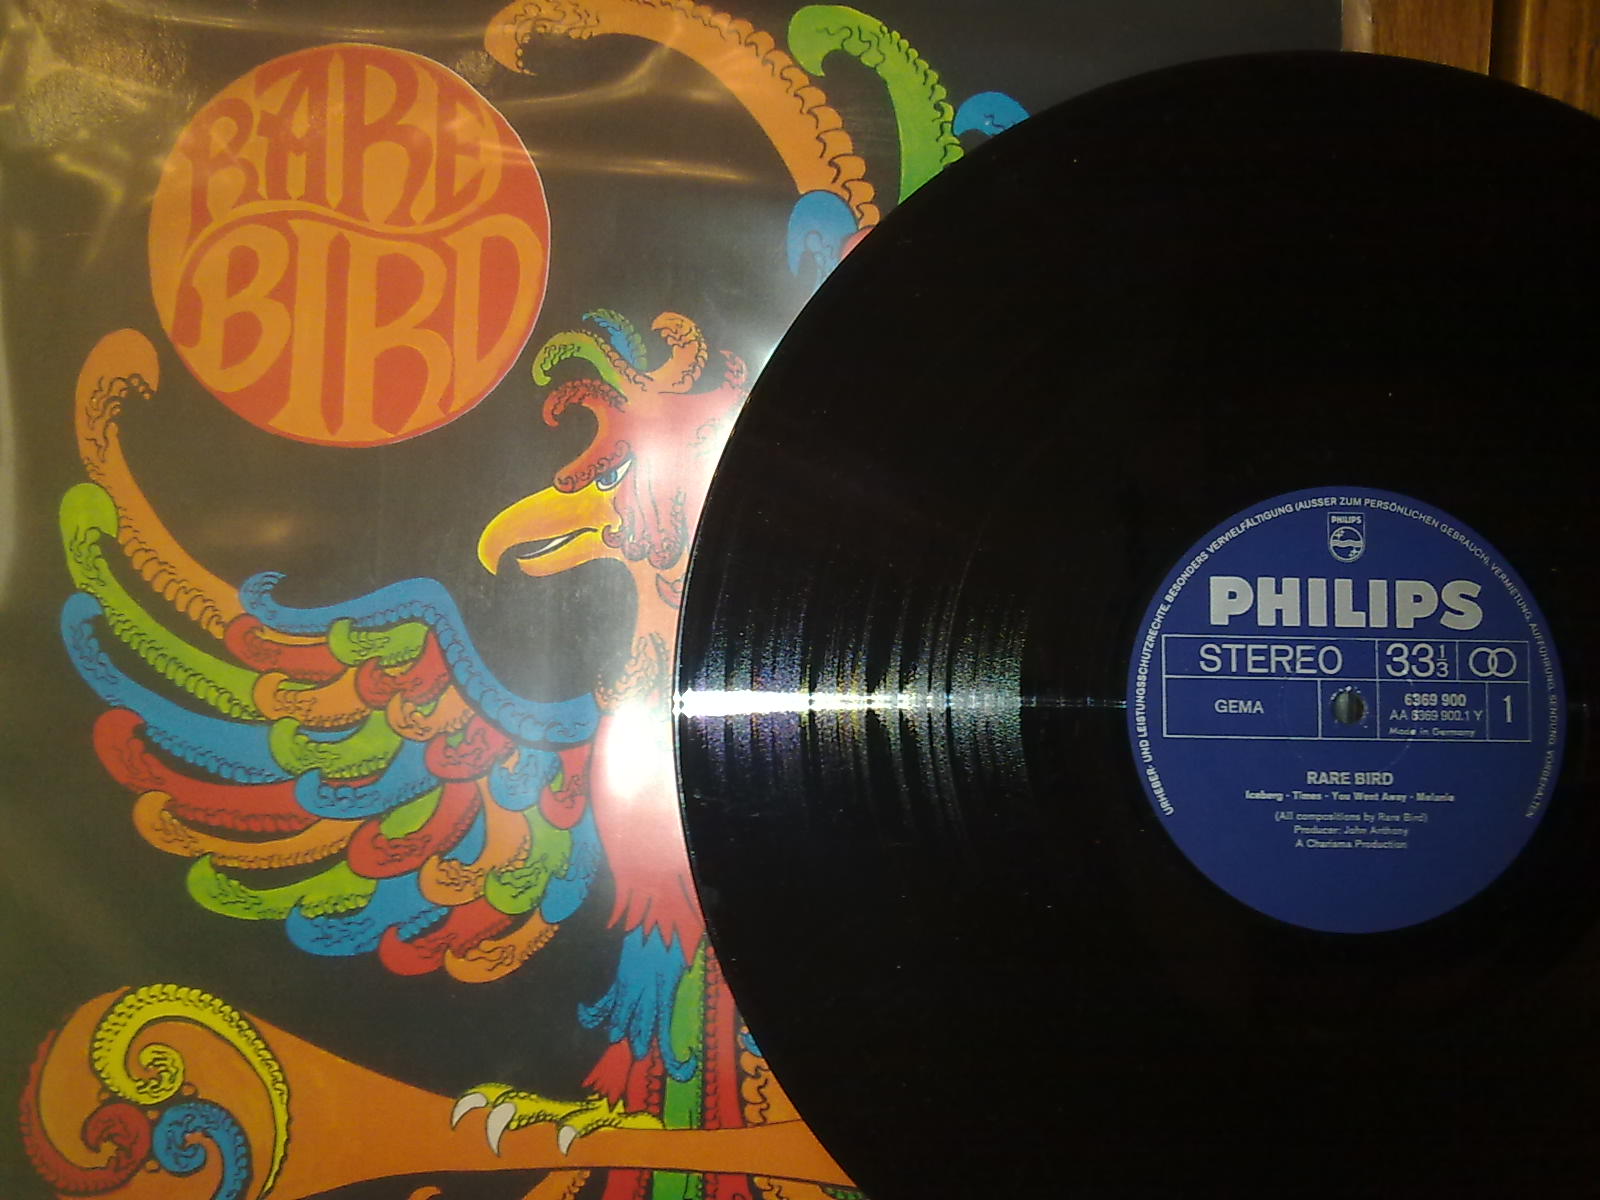 RARE
BIRD
URHEBER- UND LEISTUNGSSCHUTZRECHTE, BESONDERS VERVIELFÄLTIGUNG (AUSSER ZUM PERSÖNLICHEN GEBRAUCH), VERMIETUNG, AUFFÜHRUNG, SENDUNG, VORBEHALTEN
PHILIPS
PHILIPS
STEREO 33 1/3
GEMA 6369 900 1
AA 6369 900.1 Y
Made in Germany
RARE BIRD
Iceberg - Times - You Went Away - Melanie
(All compositions by Rare Bird)
Producer: John Anthony
A Charisma Production